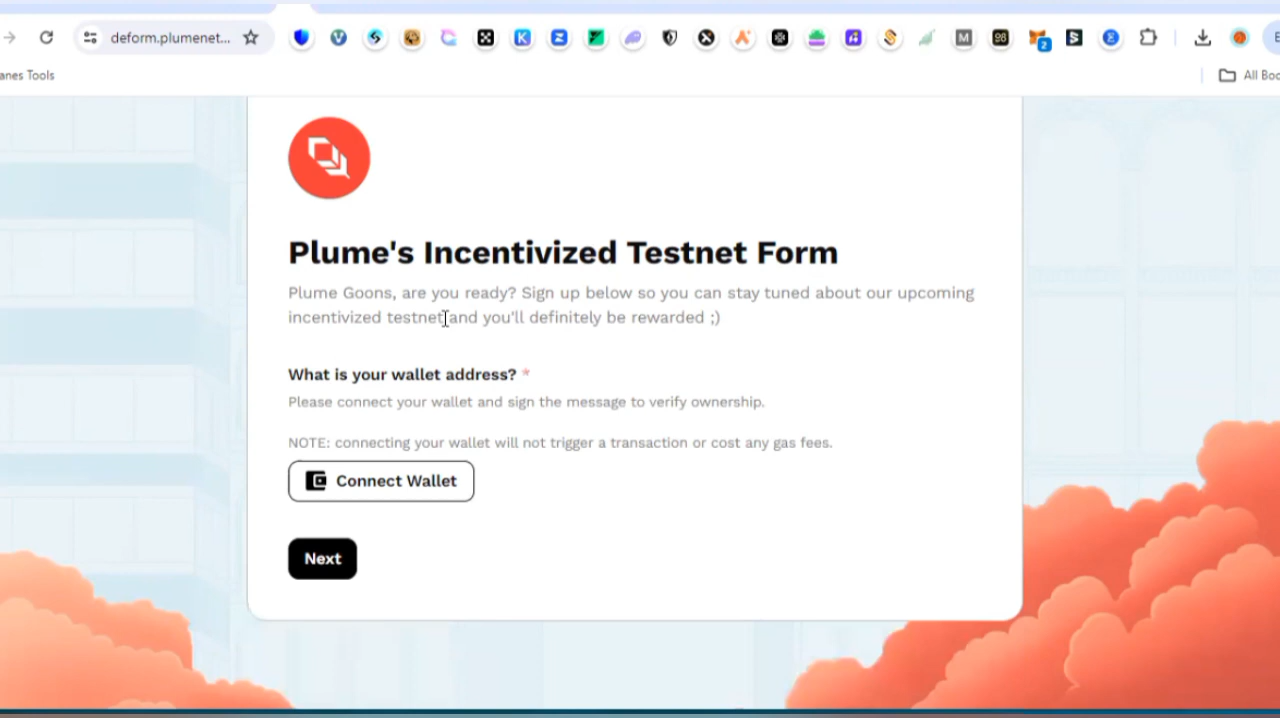 deform.plumenet...
anes Tools
All Boo
Plume's Incentivized Testnet Form
Plume Goons, are you ready? Sign up below so you can stay tuned about our upcoming
incentivized testnet and you'll definitely be rewarded ;)
What is your wallet address? *
Please connect your wallet and sign the message to verify ownership.
NOTE: connecting your wallet will not trigger a transaction or cost any gas fees.
Connect Wallet
Next